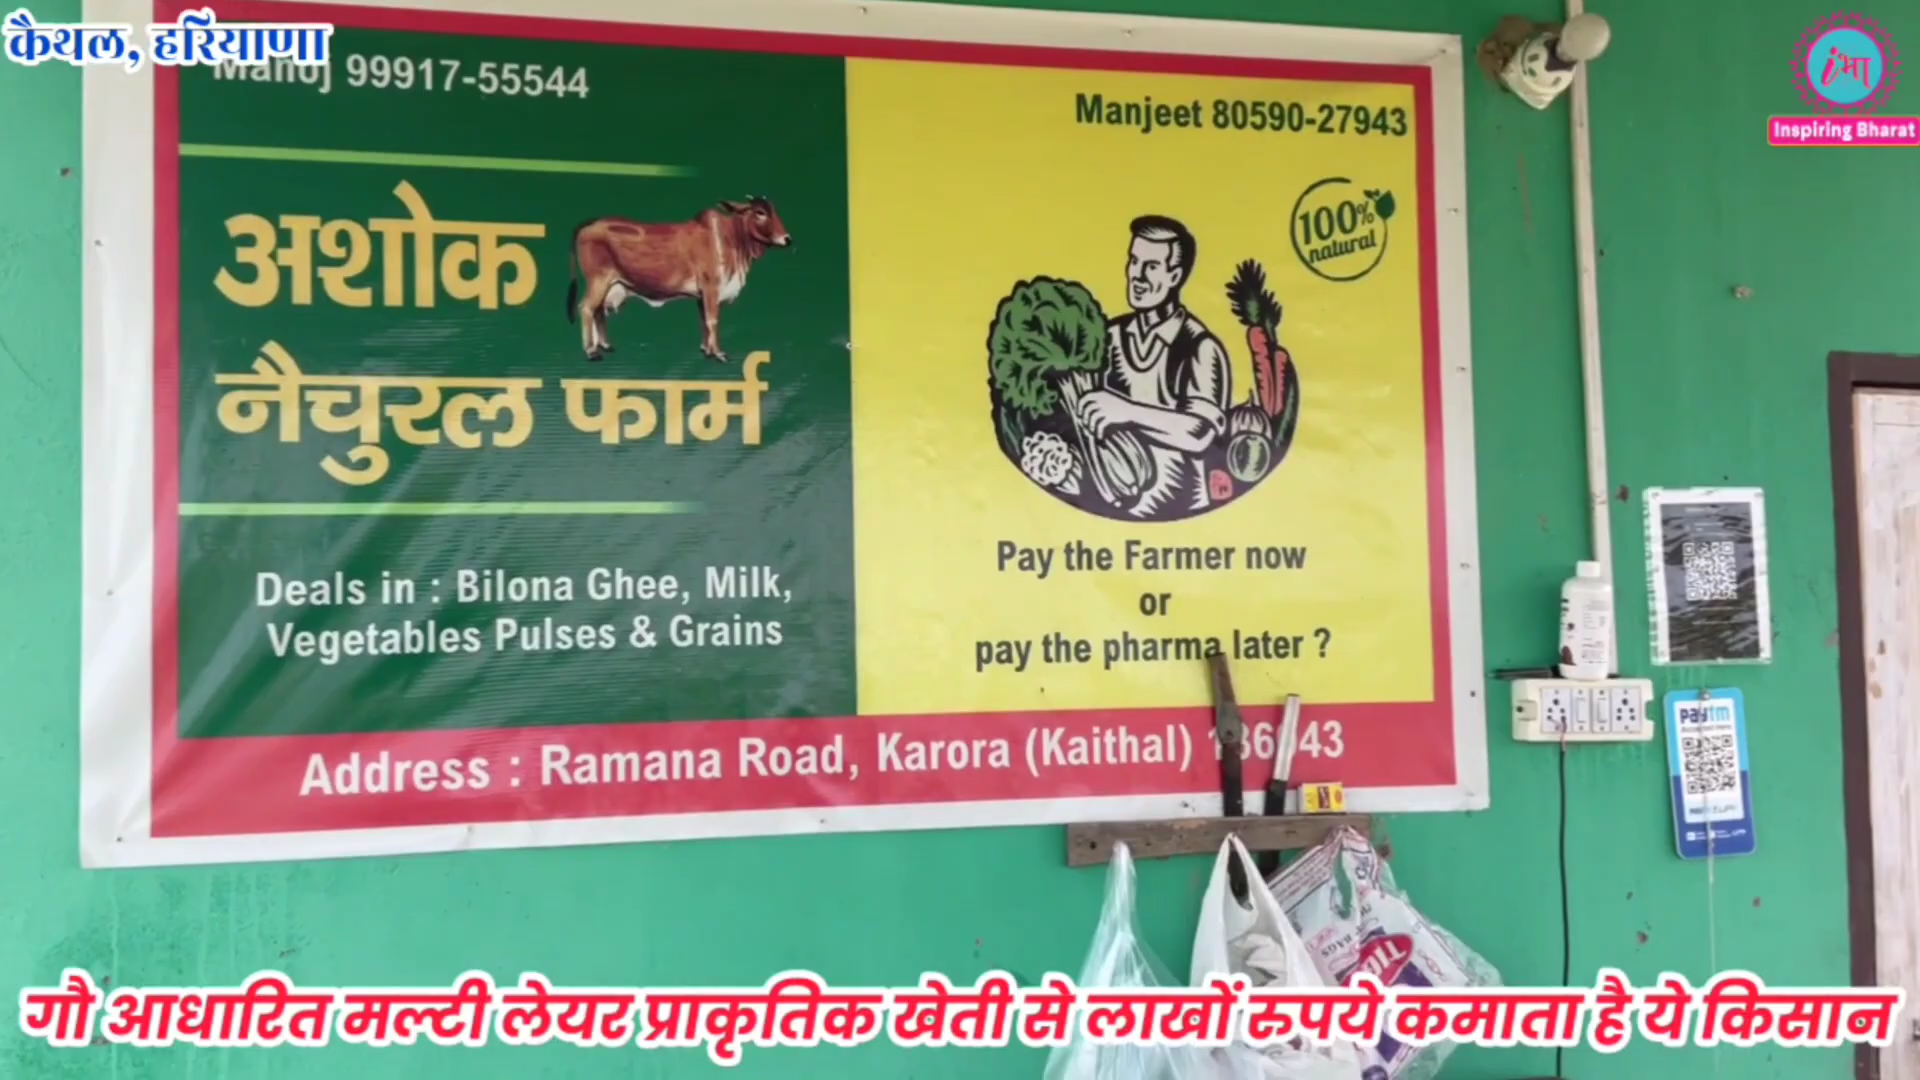 कैथल, हरियाणा
iभा
Inspiring Bharat
Manoj 99917-55544
अशोक
नैचुरल फार्म
Deals in : Bilona Ghee, Milk,
Vegetables Pulses & Grains
Manjeet 80590-27943
100%
natural
Pay the Farmer now
or
pay the pharma later ?
Address : Ramana Road, Karora (Kaithal)
paytm
गौ आधारित मल्टी लेयर प्राकृतिक खेती से लाखों रुपये कमाता है ये किसान